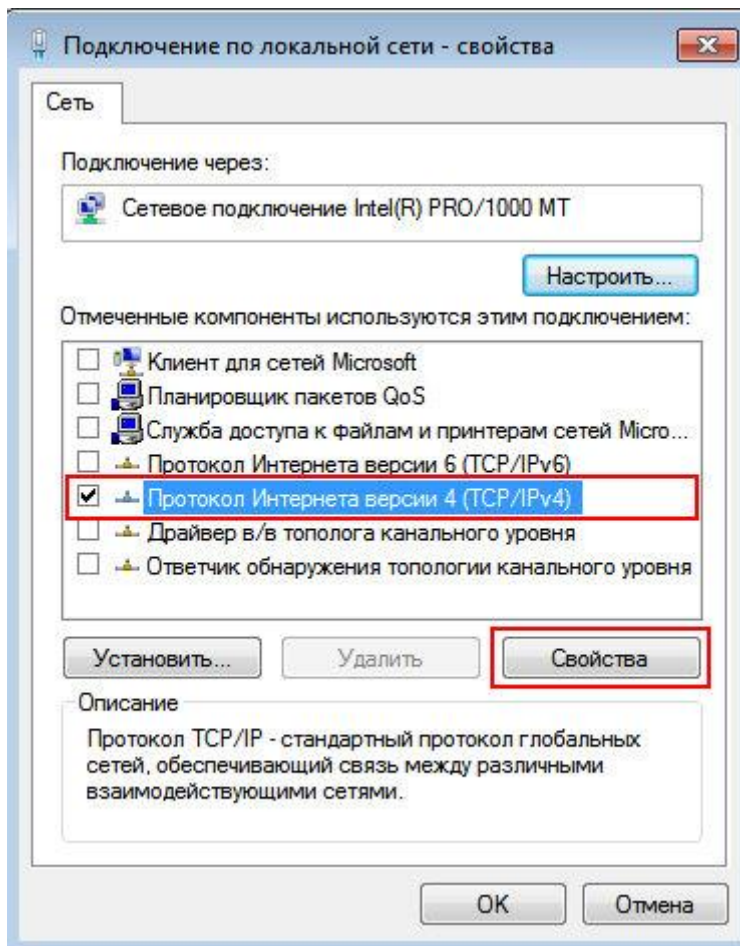 Подключение по локальной сети - свойства
Сеть
Подключение через:
Сетевое подключение Intel(R) PRO/1000 MT
Настроить...
Отмеченные компоненты используются этим подключением:
Клиент для сетей Microsoft
Планировщик пакетов QoS
Служба доступа к файлам и принтерам сетей Micro...
Протокол Интернета версии 6 (TCP/IPv6)
Протокол Интернета версии 4 (TCP/IPv4)
Драйвер в/в тополога канального уровня
Ответчик обнаружения топологии канального уровня
Установить...
Удалить
Свойства
Описание
Протокол TCP/IP - стандартный протокол глобальных
сетей, обеспечивающий связь между различными
взаимодействующими сетями.
OK
Отмена